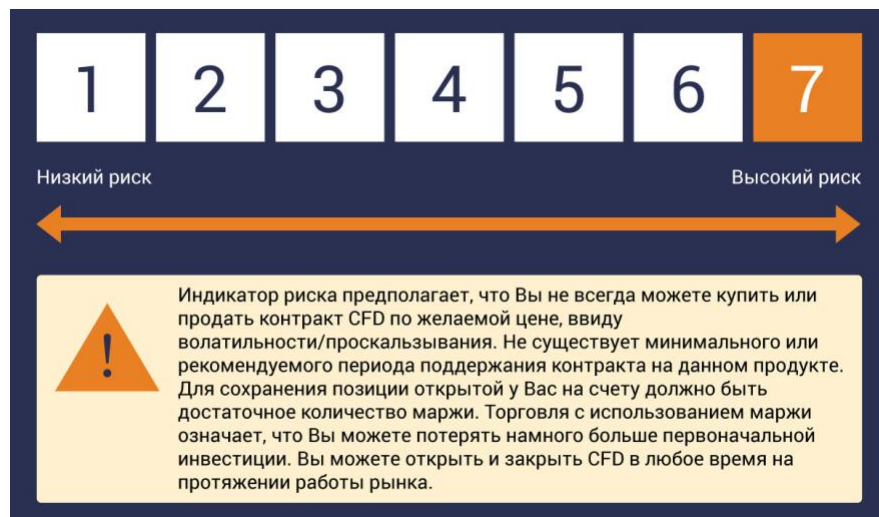 1 2 3 4 5 6 7
Низкий риск Высокий риск
!
Индикатор риска предполагает, что Вы не всегда можете купить или
продать контракт CFD по желаемой цене, ввиду
волатильности/проскальзывания. Не существует минимального или
рекомендуемого периода поддержания контракта на данном продукте.
Для сохранения позиции открытой у Вас на счету должно быть
достаточное количество маржи. Торговля с использованием маржи
означает, что Вы можете потерять намного больше первоначальной
инвестиции. Вы можете открыть и закрыть CFD в любое время на
протяжении работы рынка.